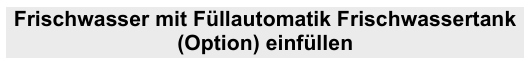 Frischwasser mit Füllautomatik Frischwassertank
(Option) einfüllen